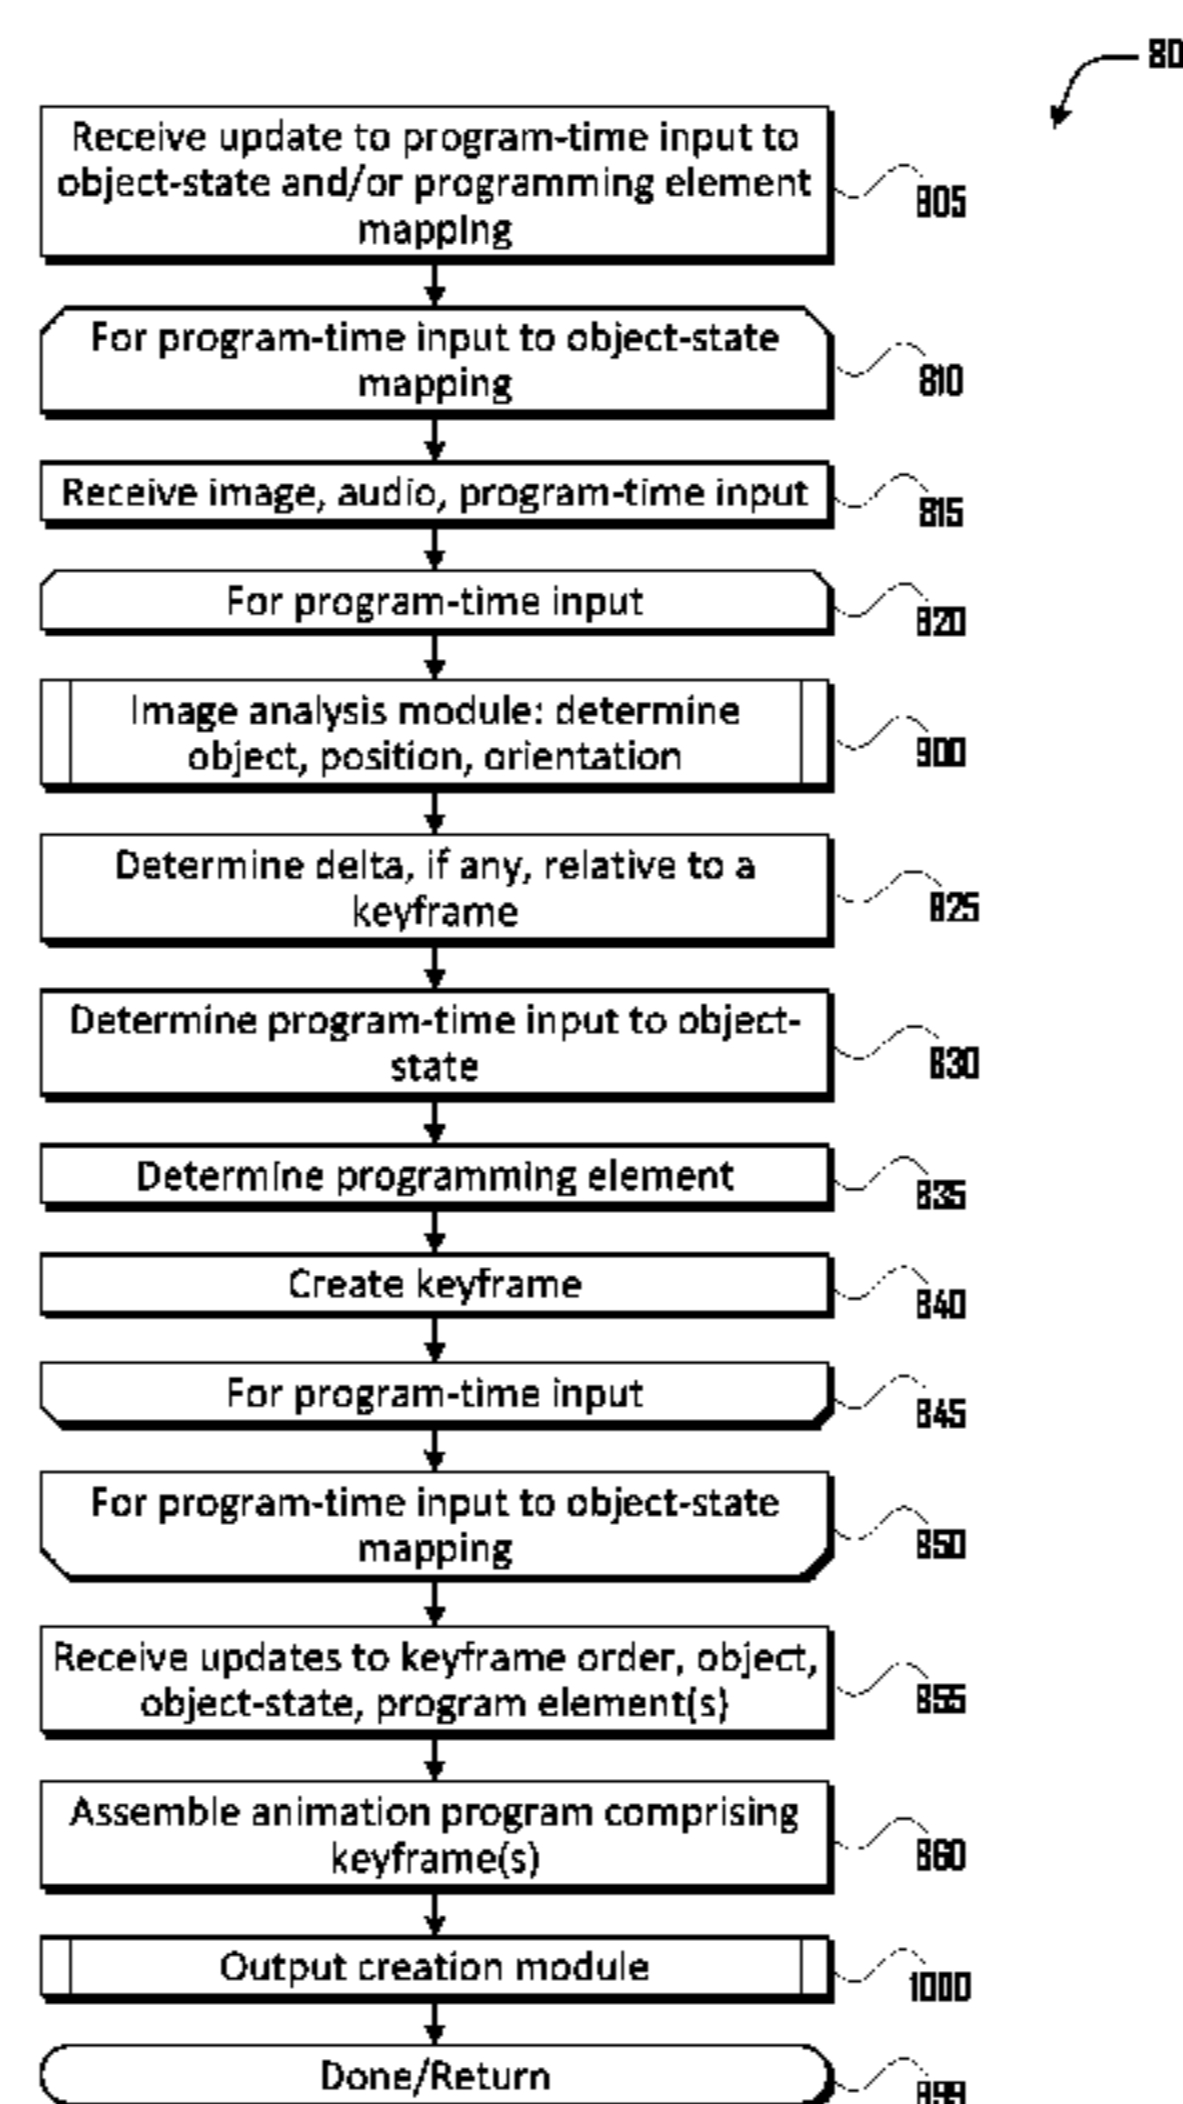 80
Receive update to program-time input to
object-state and/or programming element
mapping
805
For program-time input to object-state
mapping
810
Receive image, audio, program-time input
815
For program-time input
820
Image analysis module: determine
object, position, orientation
900
Determine delta, if any, relative to a
keyframe
825
Determine program-time input to object-
state
830
Determine programming element
835
Create keyframe
840
For program-time input
845
For program-time input to object-state
mapping
850
Receive updates to keyframe order, object,
object-state, program element(s)
855
Assemble animation program comprising
keyframe(s)
860
Output creation module
1000
Done/Return
899